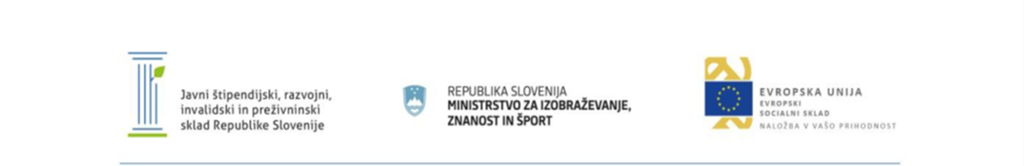 Javni štipendijski, razvojni,
invalidski in preživninski
sklad Republike Slovenije
REPUBLIKA SLOVENIJA
MINISTRSTVO ZA IZOBRAŽEVANJE,
ZNANOST IN ŠPORT
EVROPSKA UNIJA
EVROPSKI
SOCIALNI SKLAD
NALOŽBA V VAŠO PRIHODNOST